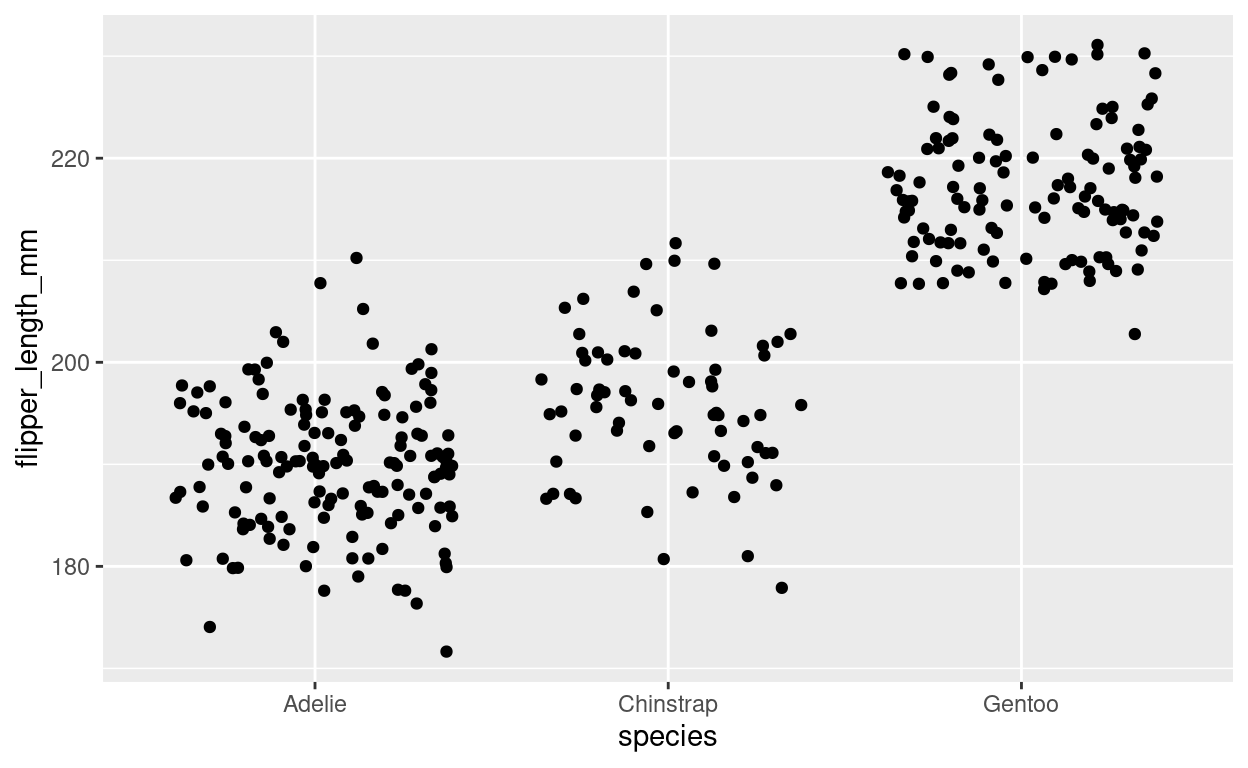 flipper_length_mm
220
200
180
Adelie
Chinstrap
Gentoo
species